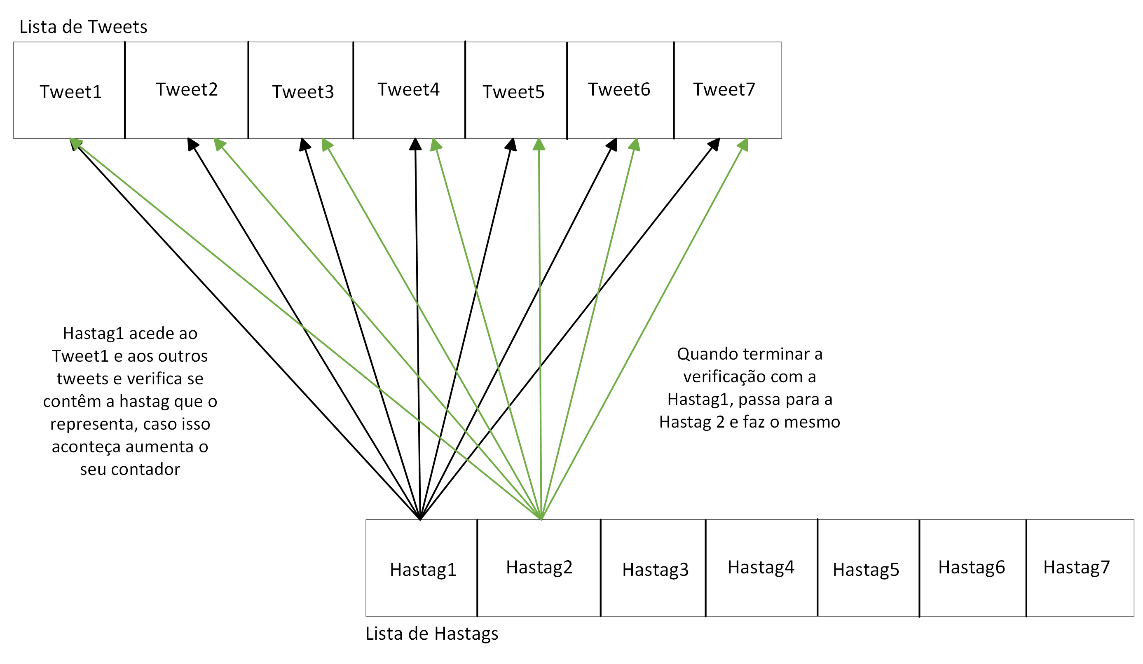 Lista de Tweets
Tweet1
Tweet2
Tweet3
Tweet4
Tweet5
Tweet6
Tweet7
Hastag1 acede ao
Tweet1 e aos outros
tweets e verifica se
contêm a hastag que o
representa, caso isso
aconteça aumenta o
seu contador
Quando terminar a
verificação com a
Hastag1, passa para a
Hastag 2 e faz o mesmo
Hastag1
Hastag2
Hastag3
Hastag4
Hastag5
Hastag6
Hastag7
Lista de Hastags